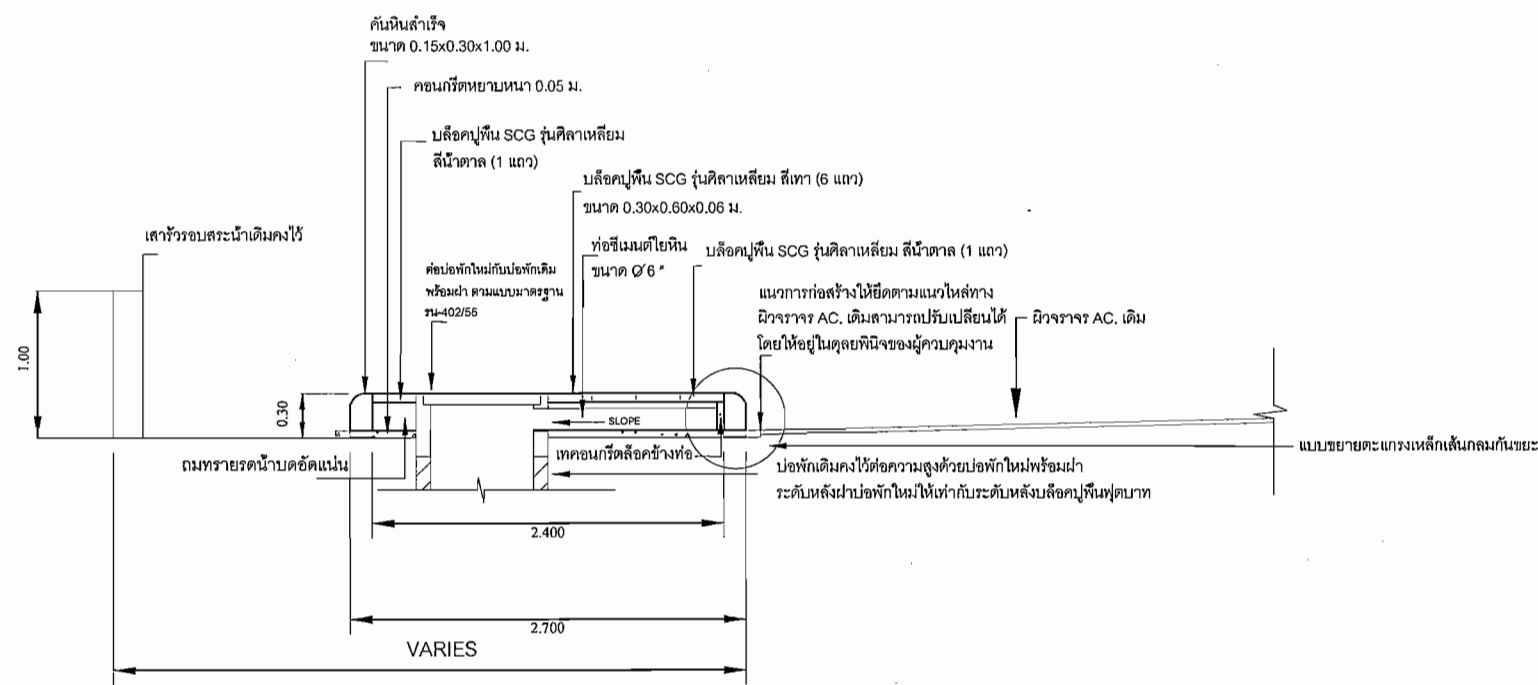 คันหินสำเร็จ
ขนาด 0.15x0.30x1.00 ม.
คอนกรีตหยาบหนา 0.05 ม.
บล็อคปูพื้น SCG รุ่นศิลาเหลี่ยม
สีน้ำตาล (1 แถว)
บล็อคปูพื้น SCG รุ่นศิลาเหลี่ยม สีเทา (6 แถว)
ขนาด 0.30x0.60x0.06 ม.
เสารั้วรอบสระน้ำเดิมคงไว้
ท่อซีเมนต์ใยหิน
ขนาด Ø 6 "
บล็อคปูพื้น SCG รุ่นศิลาเหลี่ยม สีน้ำตาล (1 แถว)
ต่อบ่อพักใหม่กับบ่อพักเดิม
พร้อมฝา ตามแบบมาตรฐาน
รน-402/56
แนวการก่อสร้างให้ยึดตามแนวไหล่ทาง
ผิวจราจร AC. เดิมสามารถปรับเปลี่ยนได้
โดยให้อยู่ในดุลยพินิจของผู้ควบคุมงาน
ผิวจราจร AC. เดิม
1.00
0.30
SLOPE
แบบขยายตะแกรงเหล็กเส้นกลมกันขยะ
เทคอนกรีตล็อคข้างท่อ
ถมทรายรดน้ำบดอัดแน่น
บ่อพักเดิมคงไว้ต่อความสูงด้วยบ่อพักใหม่พร้อมฝา
ระดับหลังฝาบ่อพักใหม่ให้เท่ากับระดับหลังบล็อคปูพื้นฟุตบาท
2.400
2.700
VARIES